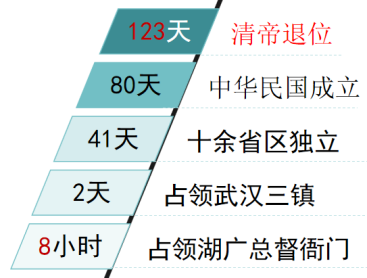 123天 清帝退位
80天 中华民国成立
41天 十余省区独立
2天 占领武汉三镇
8小时 占领湖广总督衙门